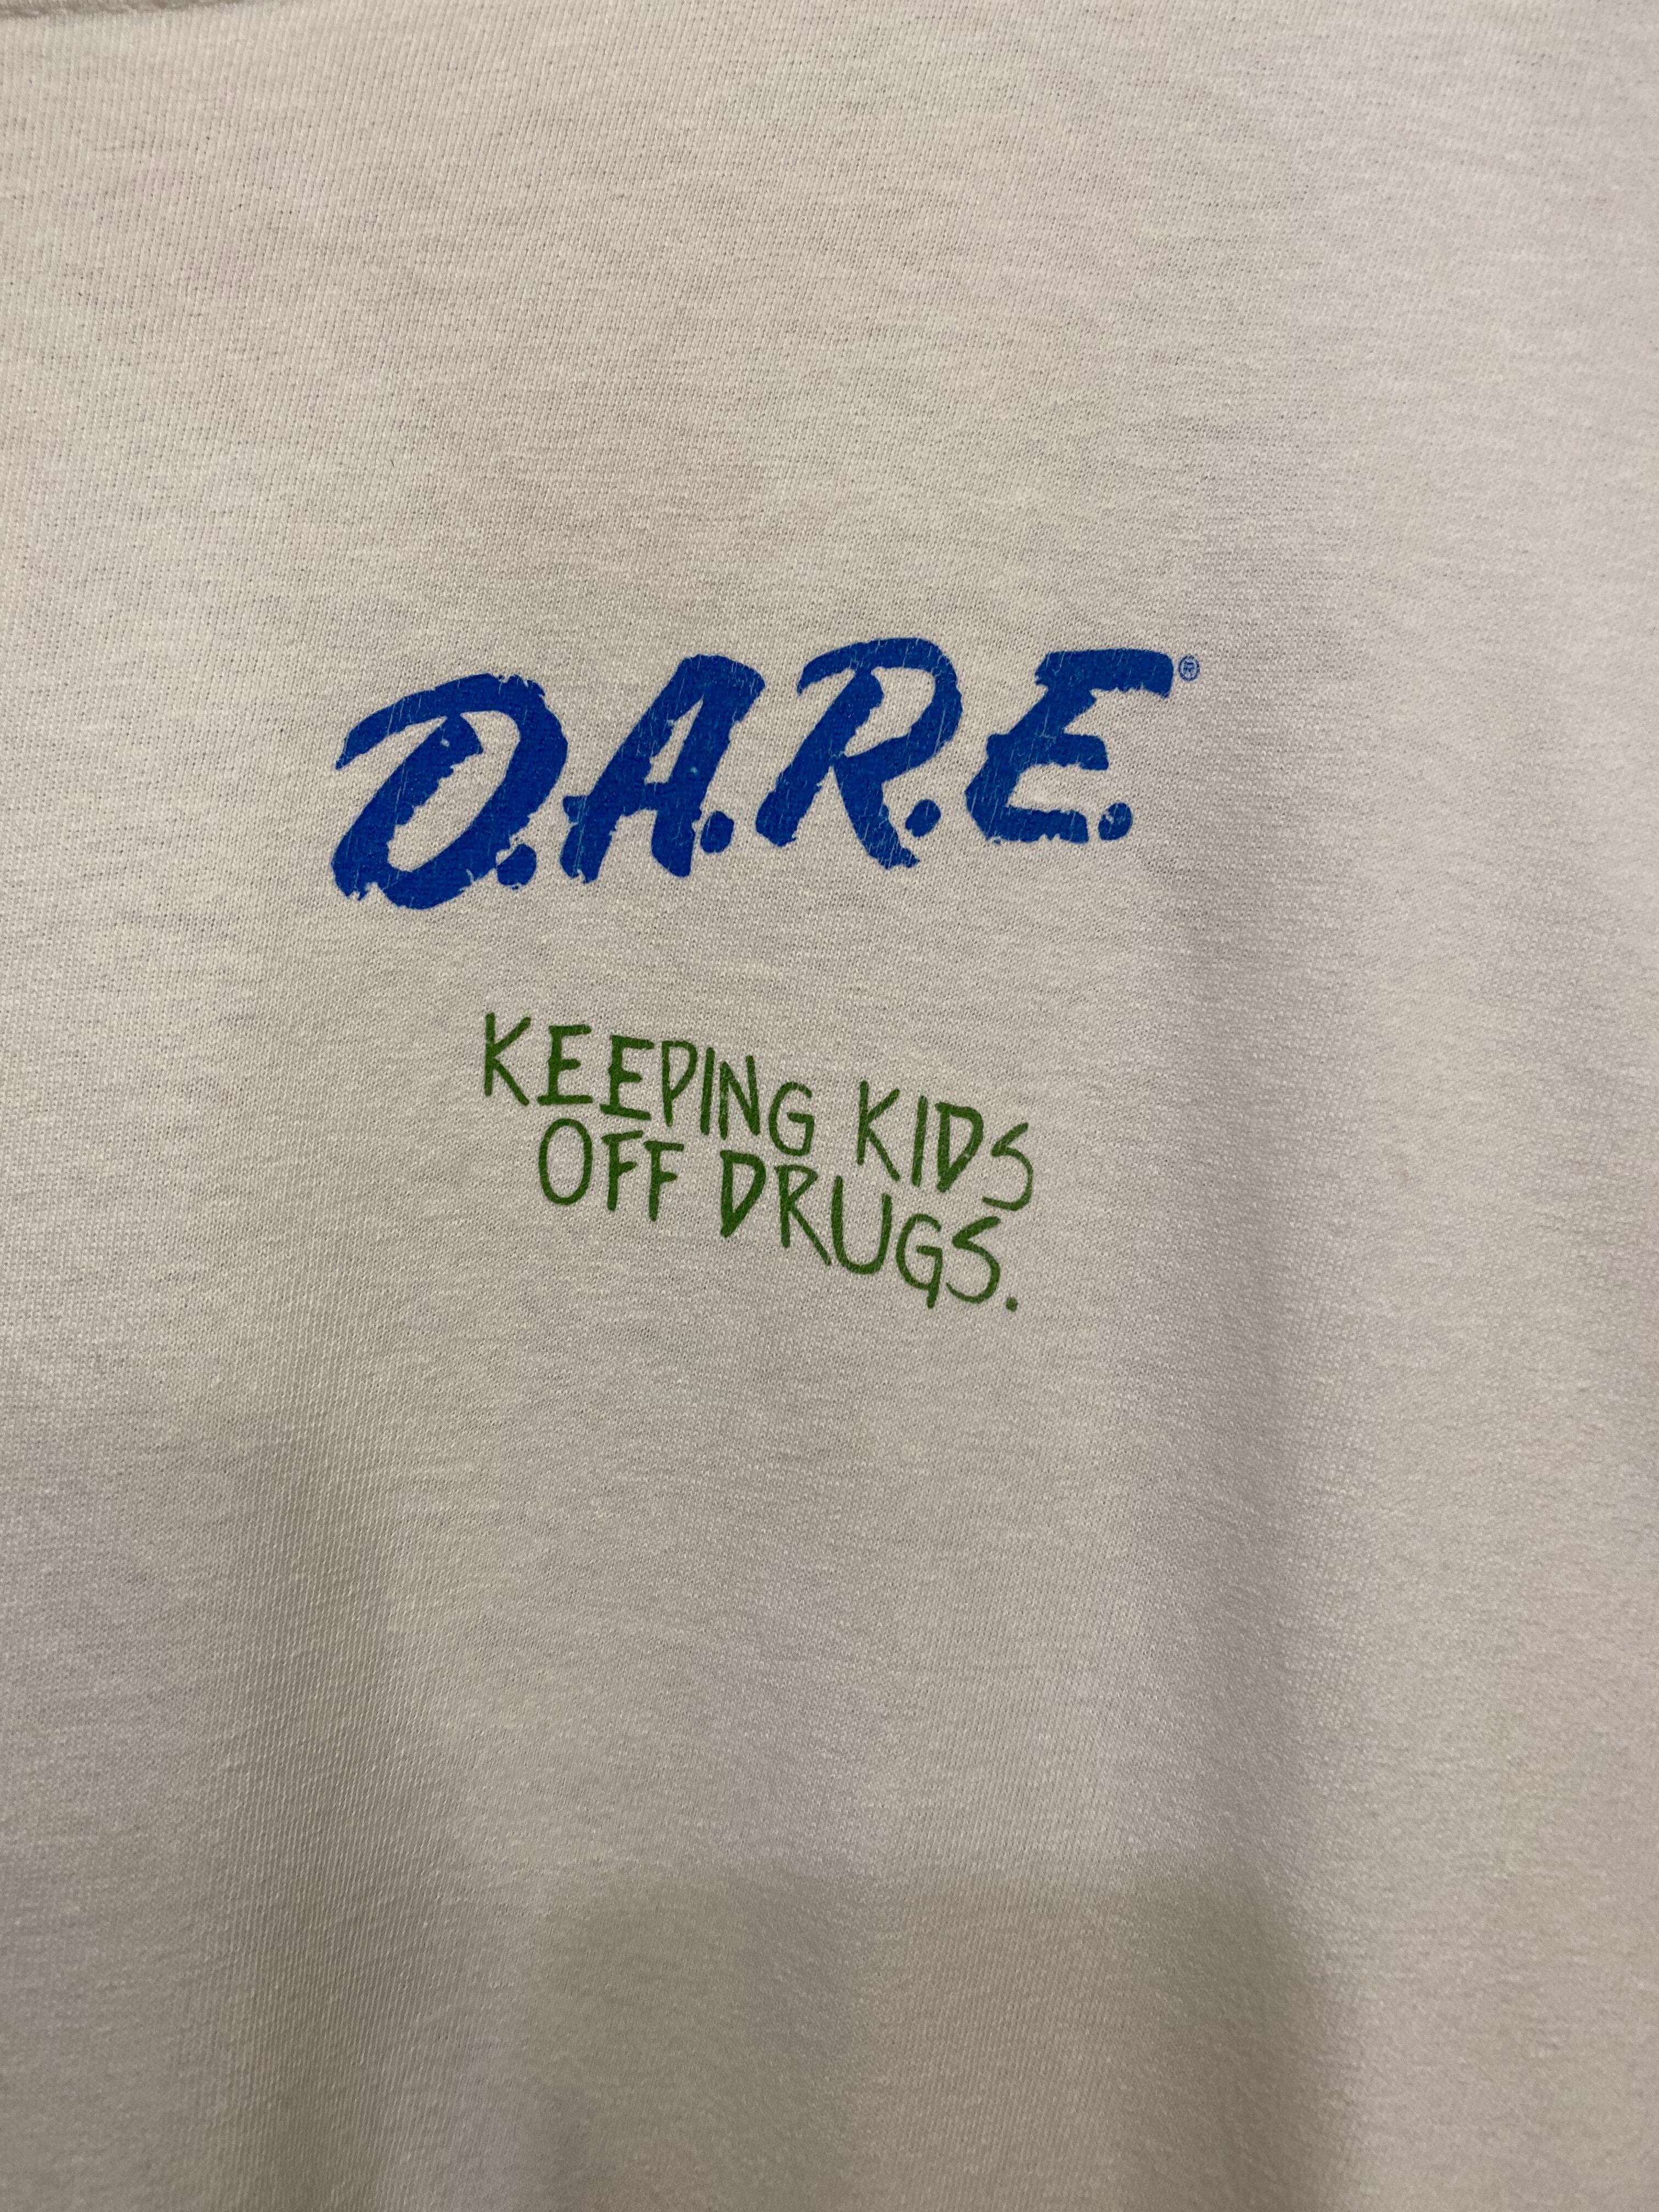 D.A.R.E.®
KEEPING KIDS
OFF DRUGS.